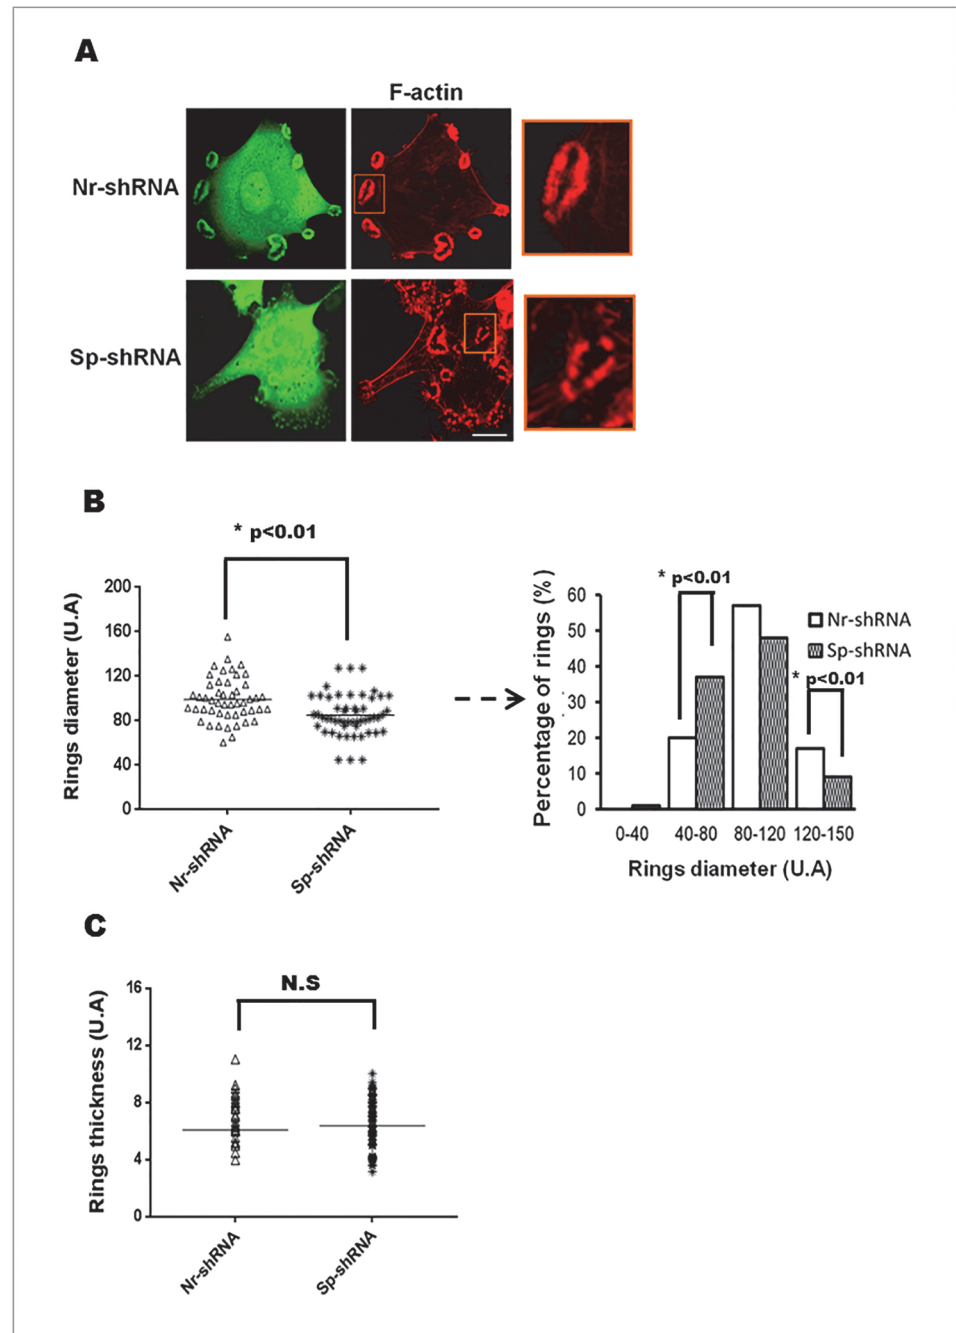 A
F-actin
Nr-shRNA
Sp-shRNA
B
* p<0.01
Rings diameter (U.A)
200
160
120
80
40
0
Nr-shRNA
Sp-shRNA
Percentage of rings (%)
60
50
40
30
20
10
0
* p<0.01
Nr-shRNA
Sp-shRNA
* p<0.01
0-40
40-80
80-120
120-150
Rings diameter (U.A)
C
N.S
Rings thickness (U.A)
16
12
8
4
0
Nr-shRNA
Sp-shRNA